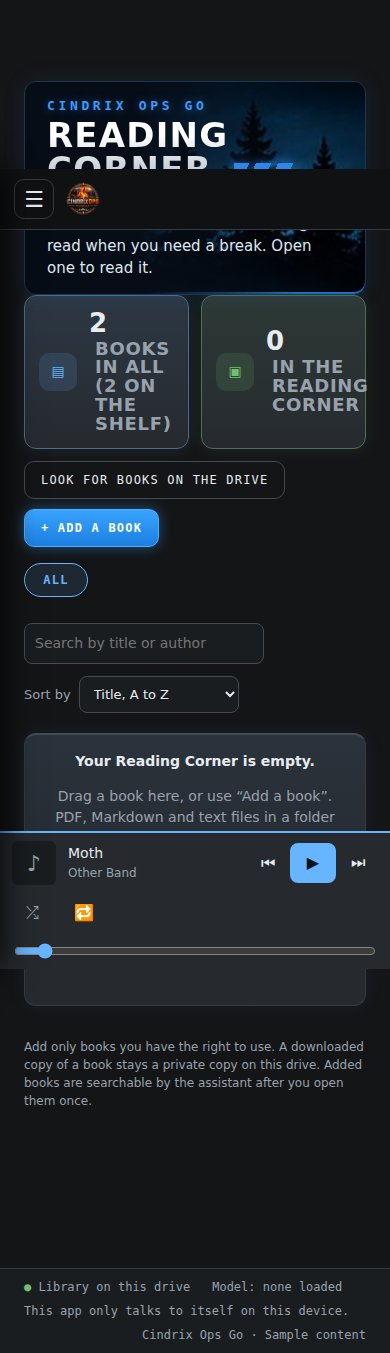 CINDRIX OPS GO
READING
CORNER
☰
CINDRIX OPS
read when you need a break. Open
one to read it.
2
BOOKS
IN ALL
(2 ON
THE
SHELF)
0
IN THE
READING
CORNER
LOOK FOR BOOKS ON THE DRIVE
+ ADD A BOOK
ALL
Search by title or author
Sort by Title, A to Z
Your Reading Corner is empty.
Drag a book here, or use “Add a book”.
PDF, Markdown and text files in a folder
Moth
Other Band
Add only books you have the right to use. A downloaded
copy of a book stays a private copy on this drive. Added
books are searchable by the assistant after you open
them once.
● Library on this drive Model: none loaded
This app only talks to itself on this device.
Cindrix Ops Go · Sample content